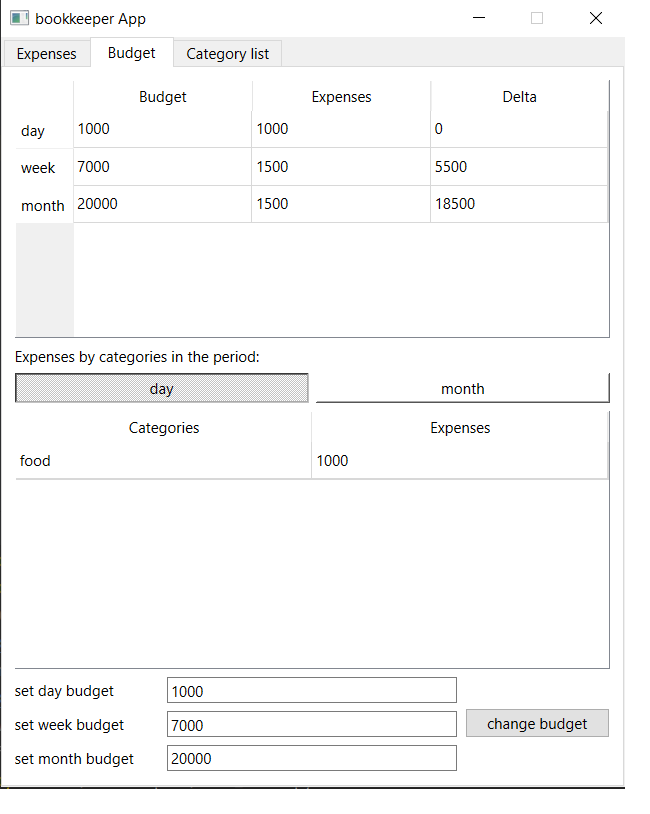 bookkeeper App
Expenses Budget Category list
Budget Expenses Delta
day 1000 1000 0
week 7000 1500 5500
month 20000 1500 18500
Expenses by categories in the period:
day month
Categories Expenses
food 1000
set day budget 1000
set week budget 7000 change budget
set month budget 20000